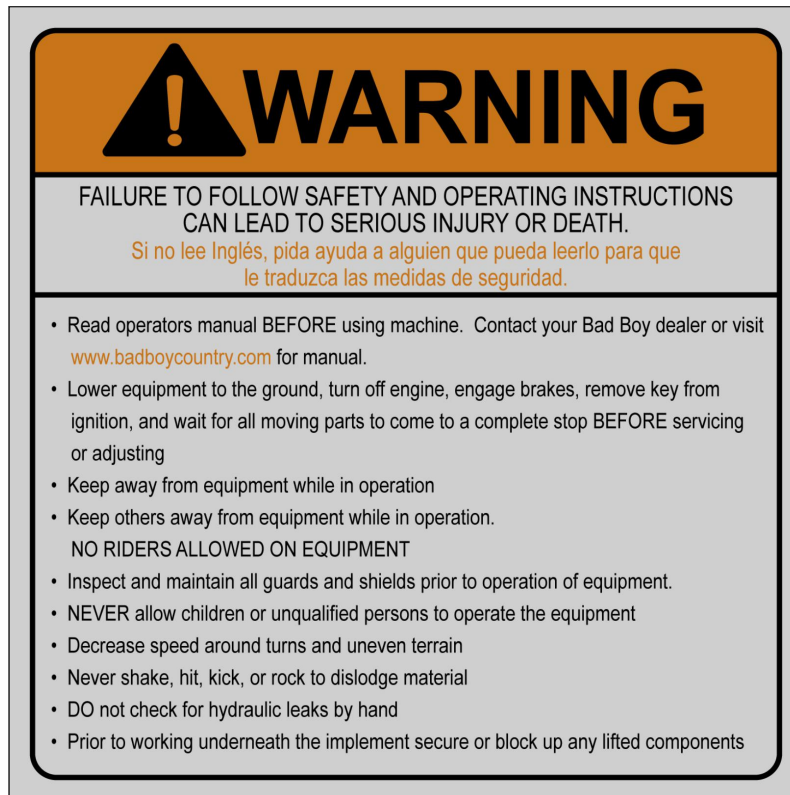 WARNING
FAILURE TO FOLLOW SAFETY AND OPERATING INSTRUCTIONS
CAN LEAD TO SERIOUS INJURY OR DEATH.
Si no lee Inglés, pida ayuda a alguien que pueda leerlo para que
le traduzca las medidas de seguridad.
• Read operators manual BEFORE using machine. Contact your Bad Boy dealer or visit
www.badboycountry.com for manual.
• Lower equipment to the ground, turn off engine, engage brakes, remove key from
ignition, and wait for all moving parts to come to a complete stop BEFORE servicing
or adjusting
• Keep away from equipment while in operation
• Keep others away from equipment while in operation.
NO RIDERS ALLOWED ON EQUIPMENT
• Inspect and maintain all guards and shields prior to operation of equipment.
• NEVER allow children or unqualified persons to operate the equipment
• Decrease speed around turns and uneven terrain
• Never shake, hit, kick, or rock to dislodge material
• DO not check for hydraulic leaks by hand
• Prior to working underneath the implement secure or block up any lifted components